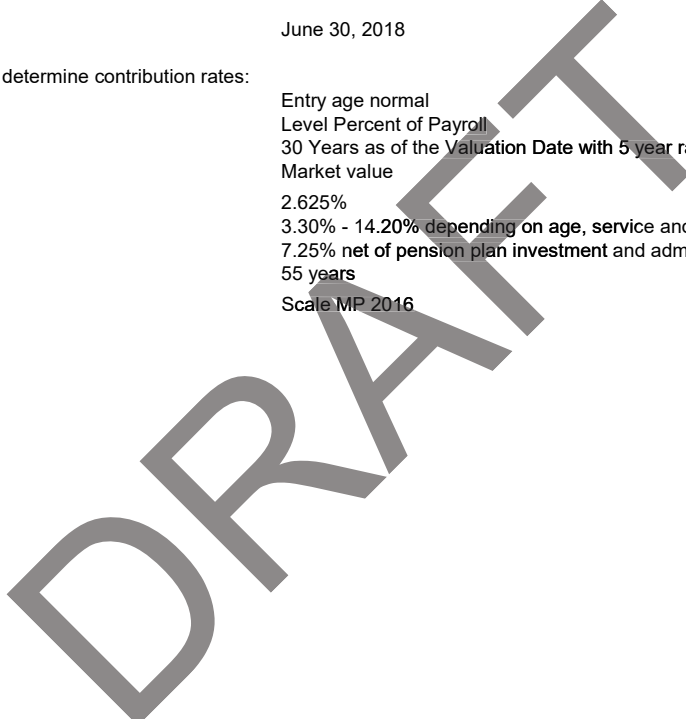 June 30, 2018
determine contribution rates:
Entry age normal
Level Percent of Payroll
30 Years as of the Valuation Date with 5 year
Market value
2.625%
3.30% - 14.20% depending on age, service and
7.25% net of pension plan investment and adm
55 years
Scale MP 2016
DRAFT